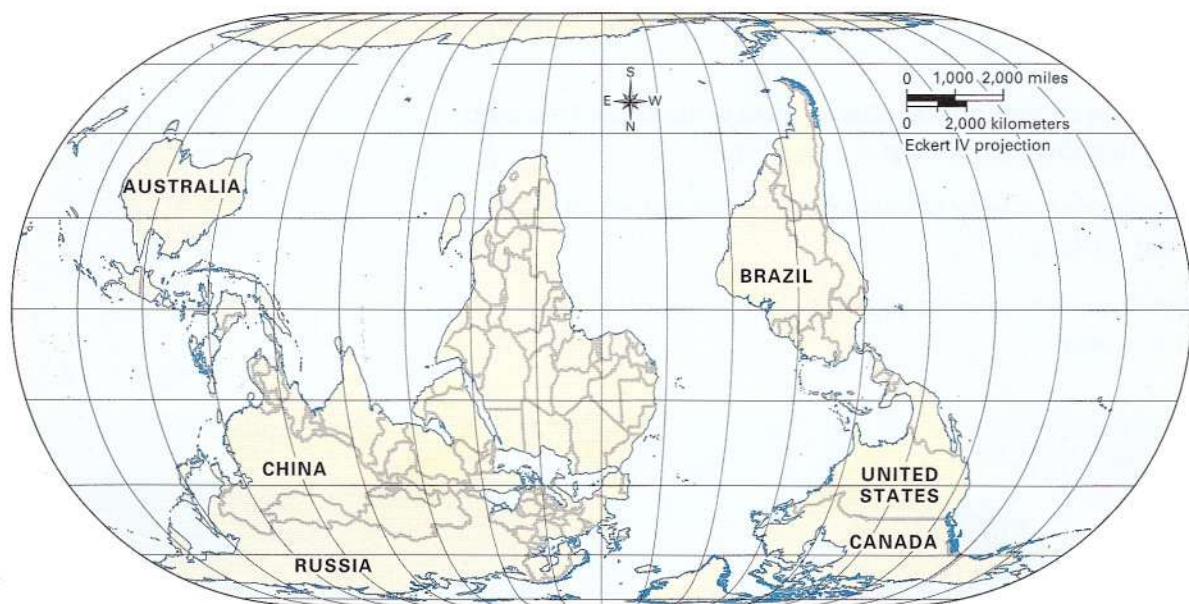 S
E W
N
0 1,000 2,000 miles
0 2,000 kilometers
Eckert IV projection
AUSTRALIA
BRAZIL
CHINA
UNITED
STATES
CANADA
RUSSIA